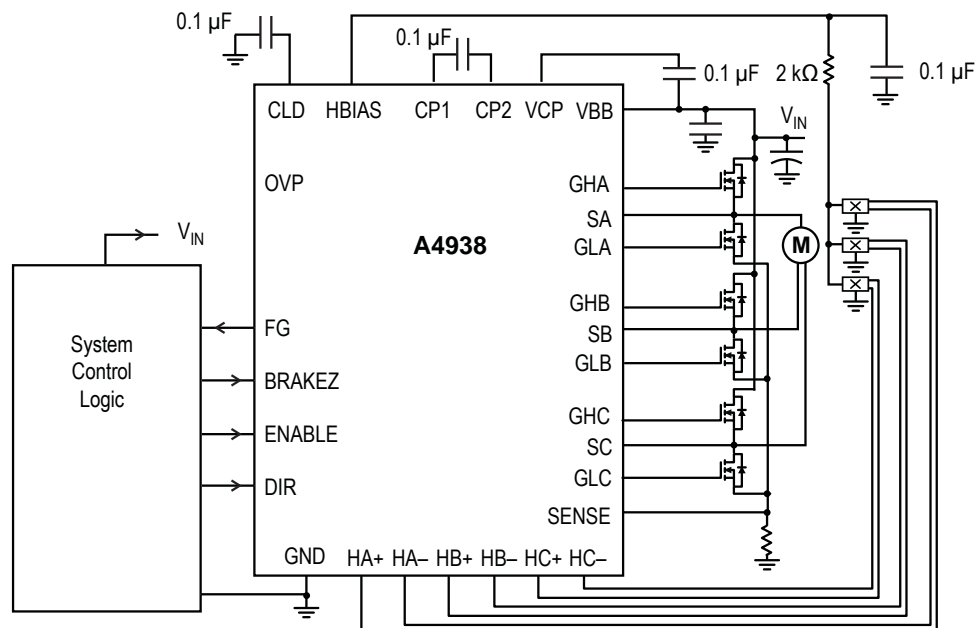 0.1 µF
0.1 µF
0.1 µF
2 kΩ
0.1 µF
CLD
HBIAS
CP1
CP2
VCP
VBB
V_IN
OVP
GHA
SA
A4938
GLA
M
V_IN
GHB
System
Control
Logic
FG
SB
GLB
BRAKEZ
GHC
ENABLE
SC
DIR
GLC
SENSE
GND
HA+
HA–
HB+
HB–
HC+
HC–